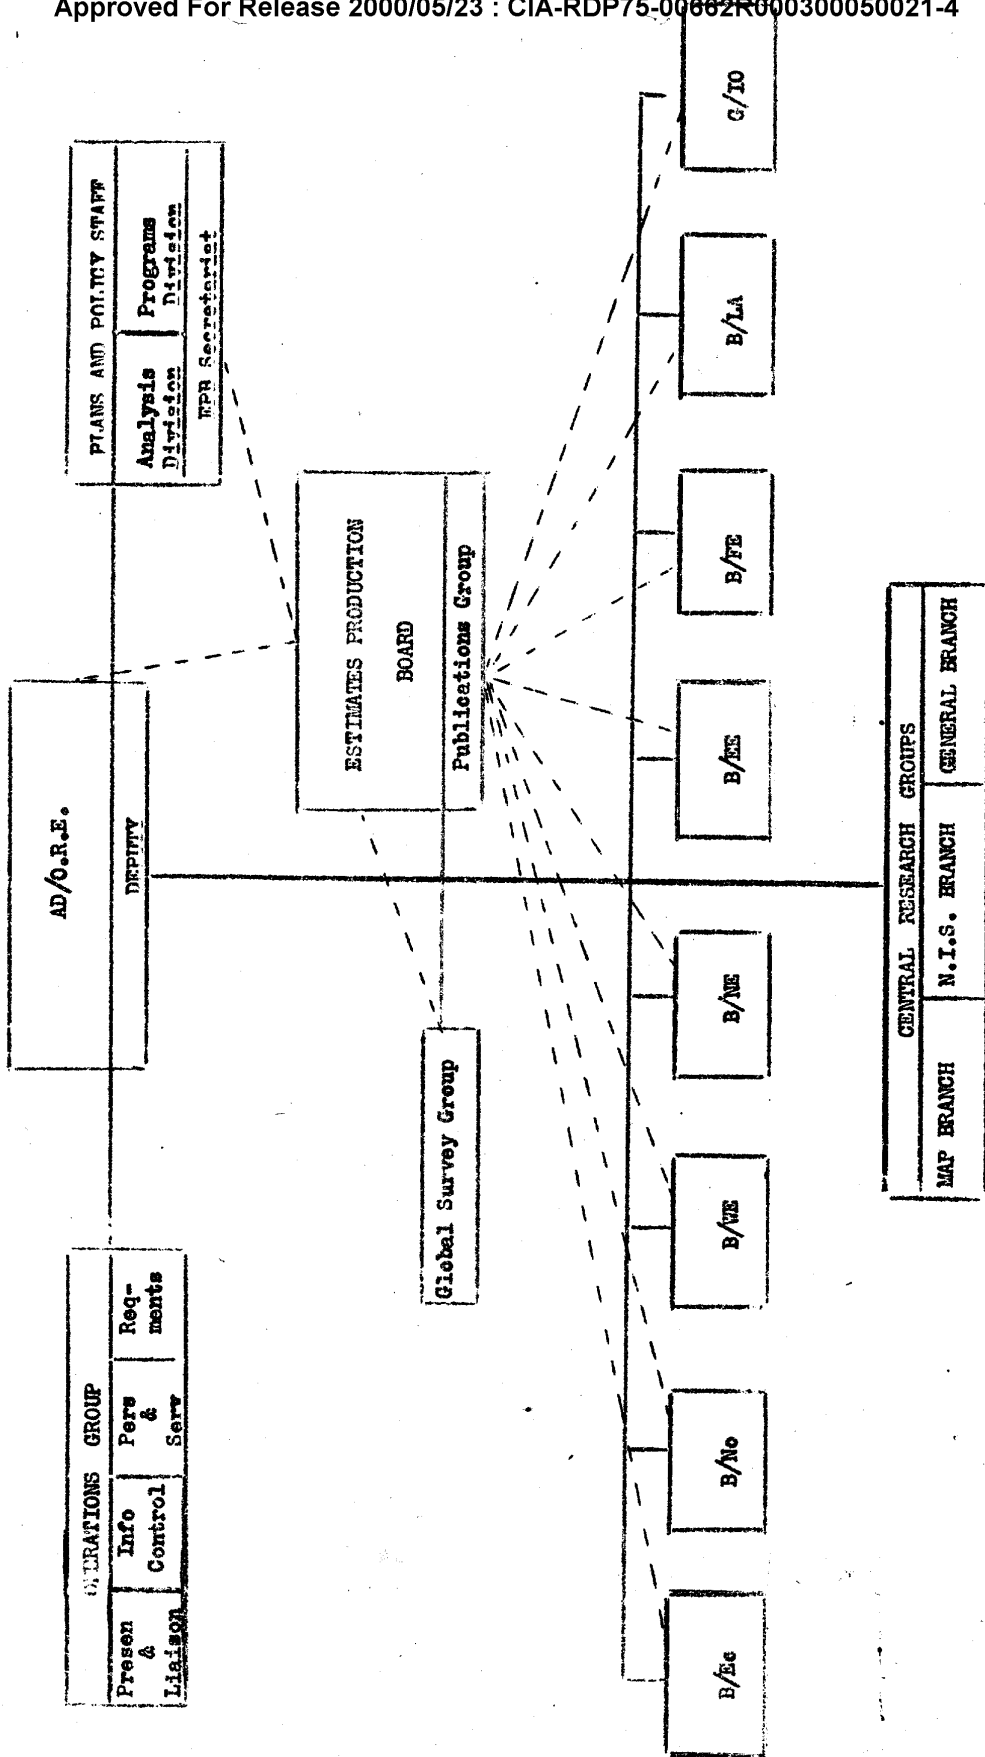 Approved For Release 2000/05/23 : CIA-RDP75-00662R000300050021-4
AD/O.R.E.
DEPUTY
OPERATIONS GROUP
Presen
&
Liaison
Info
Control
Pers
&
Serv
Req-
ments
PLANS AND POLICY STAFF
Analysis
Division
Programs
Division
EPB Secretariat
ESTIMATES PRODUCTION
BOARD
Publications Group
Global Survey Group
B/Ec
B/No
B/WE
B/NE
B/EE
B/FE
B/LA
G/IO
CENTRAL RESEARCH GROUPS
MAP BRANCH
N.I.S. BRANCH
GENERAL BRANCH